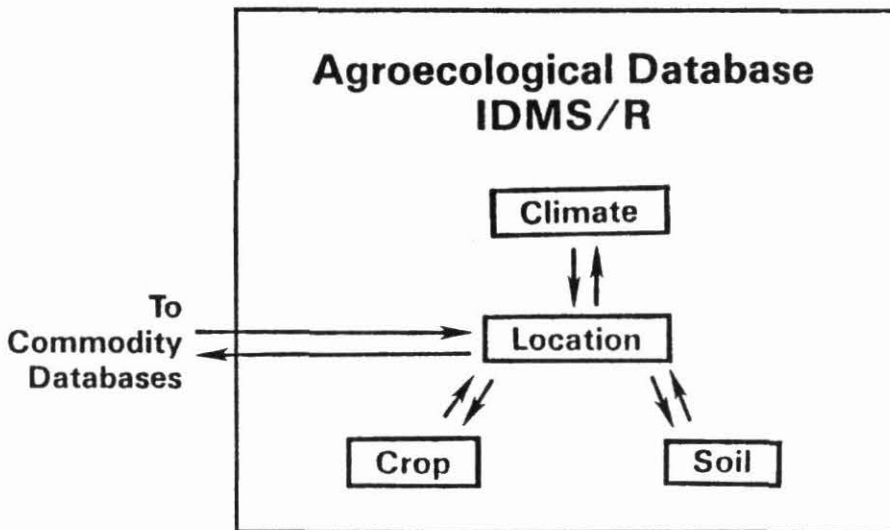 Agroecological Database
IDMS/R
Climate
To
Commodity
Databases
Location
Crop
Soil